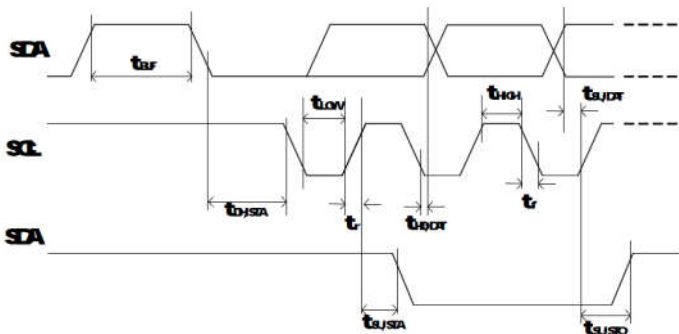 SDA
tBUF
tSU;DAT
tLOW
tHIGH
SCL
tHD;STA
tr
tHD;DAT
tf
SDA
tSU;STA
tSU;STO